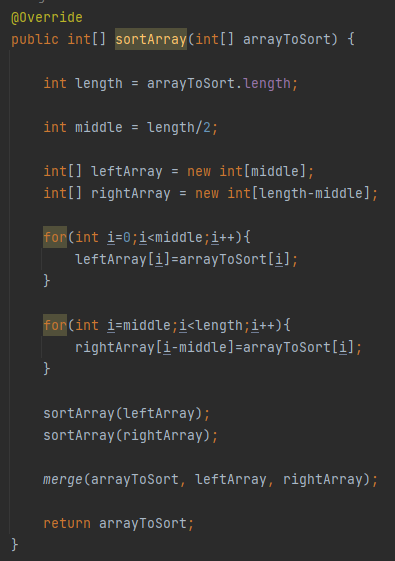 @Override
public int[] sortArray(int[] arrayToSort) {
int length = arrayToSort.length;
int middle = length/2;
int[] leftArray = new int[middle];
int[] rightArray = new int[length-middle];
for(int i=0;i<middle;i++){
leftArray[i]=arrayToSort[i];
}
for(int i=middle;i<length;i++){
rightArray[i-middle]=arrayToSort[i];
}
sortArray(leftArray);
sortArray(rightArray);
merge(arrayToSort, leftArray, rightArray);
return arrayToSort;
}